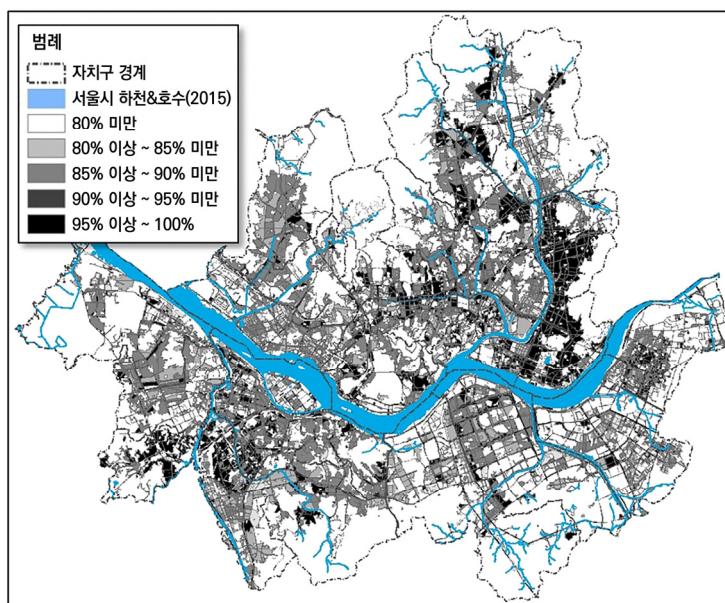 범례
자치구 경계
서울시 하천&호수(2015)
80% 미만
80% 이상 ~ 85% 미만
85% 이상 ~ 90% 미만
90% 이상 ~ 95% 미만
95% 이상 ~ 100%